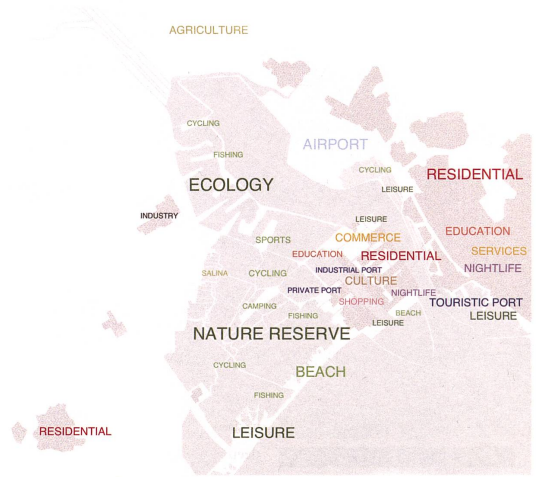 AGRICULTURE
CYCLING
AIRPORT
FISHING
CYCLING
RESIDENTIAL
ECOLOGY
LEISURE
INDUSTRY
LEISURE
EDUCATION
SPORTS
COMMERCE
SERVICES
EDUCATION
RESIDENTIAL
NIGHTLIFE
INDUSTRIAL PORT
SALINA
CYCLING
CULTURE
PRIVATE PORT
NIGHTLIFE
SHOPPING
TOURISTIC PORT
CAMPING
FISHING
BEACH
LEISURE
LEISURE
NATURE RESERVE
CYCLING
BEACH
FISHING
RESIDENTIAL
LEISURE